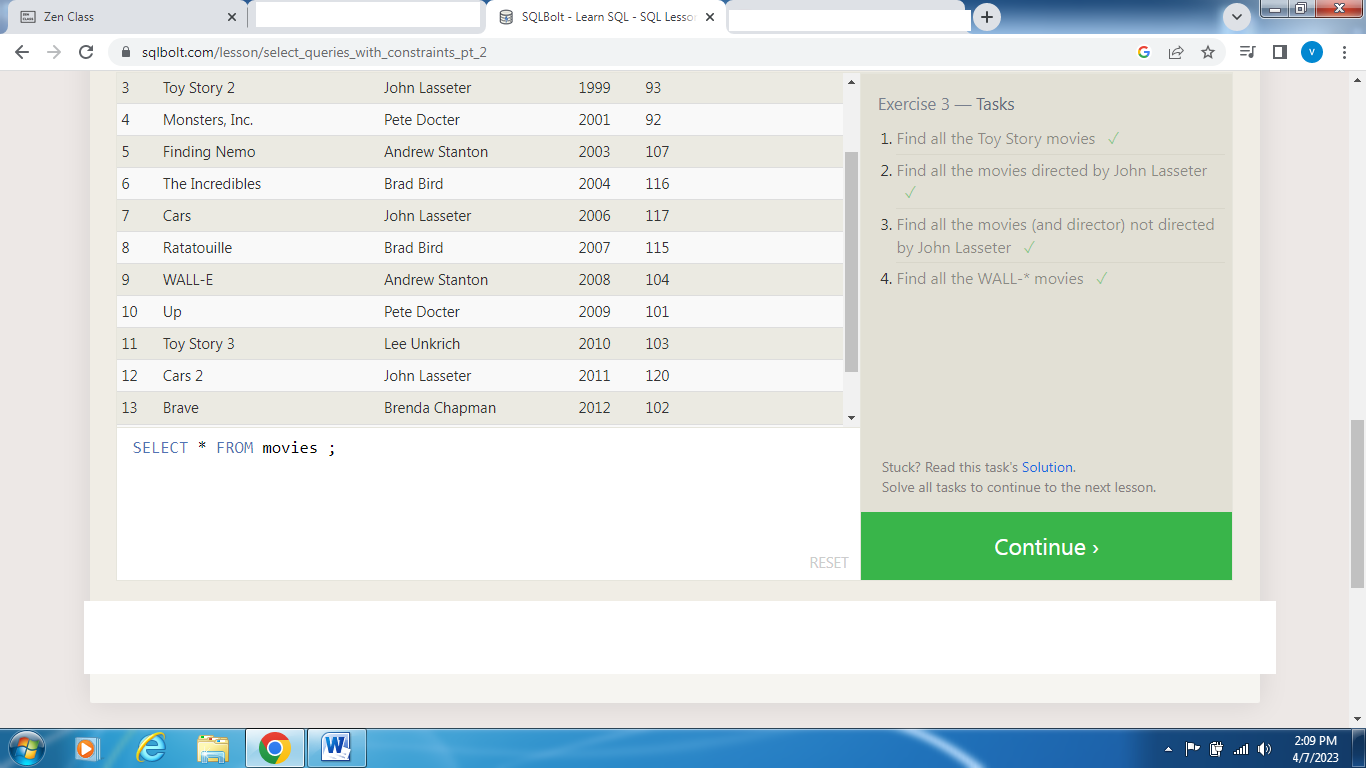 Zen Class
SQLBolt - Learn SQL - SQL Lesso
sqlbolt.com/lesson/select_queries_with_constraints_pt_2
V
3 Toy Story 2 John Lasseter 1999 93
4 Monsters, Inc. Pete Docter 2001 92
5 Finding Nemo Andrew Stanton 2003 107
6 The Incredibles Brad Bird 2004 116
7 Cars John Lasseter 2006 117
8 Ratatouille Brad Bird 2007 115
9 WALL-E Andrew Stanton 2008 104
10 Up Pete Docter 2009 101
11 Toy Story 3 Lee Unkrich 2010 103
12 Cars 2 John Lasseter 2011 120
13 Brave Brenda Chapman 2012 102
SELECT * FROM movies ;
RESET
Exercise 3 — Tasks
1. Find all the Toy Story movies ✓
2. Find all the movies directed by John Lasseter
✓
3. Find all the movies (and director) not directed
by John Lasseter ✓
4. Find all the WALL-* movies ✓
Stuck? Read this task's Solution.
Solve all tasks to continue to the next lesson.
Continue ›
2:09 PM
4/7/2023